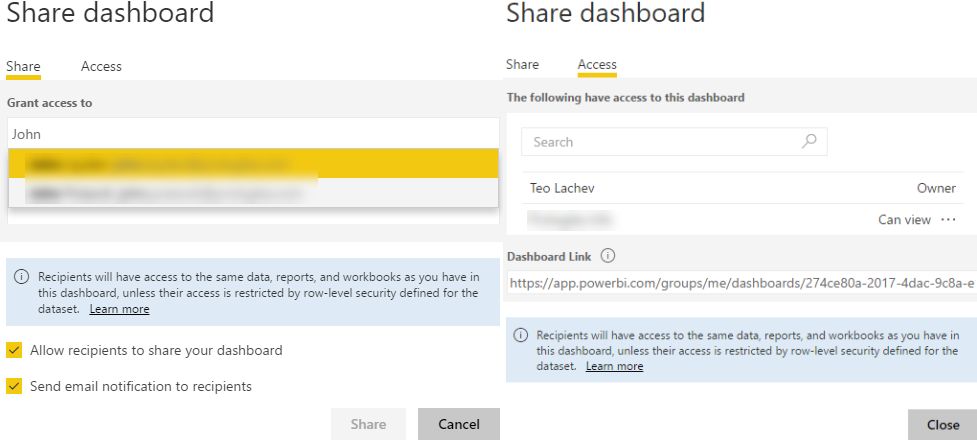 Share dashboard
Share Access
Grant access to
John
Recipients will have access to the same data, reports, and workbooks as you have in
this dashboard, unless their access is restricted by row-level security defined for the
dataset. Learn more
Allow recipients to share your dashboard
Send email notification to recipients
Share Cancel
Share dashboard
Share Access
The following have access to this dashboard
Search
Teo Lachev Owner
Can view ···
Dashboard Link
https://app.powerbi.com/groups/me/dashboards/274ce80a-2017-4dac-9c8a-e
Recipients will have access to the same data, reports, and workbooks as you have in
this dashboard, unless their access is restricted by row-level security defined for the
dataset. Learn more
Close